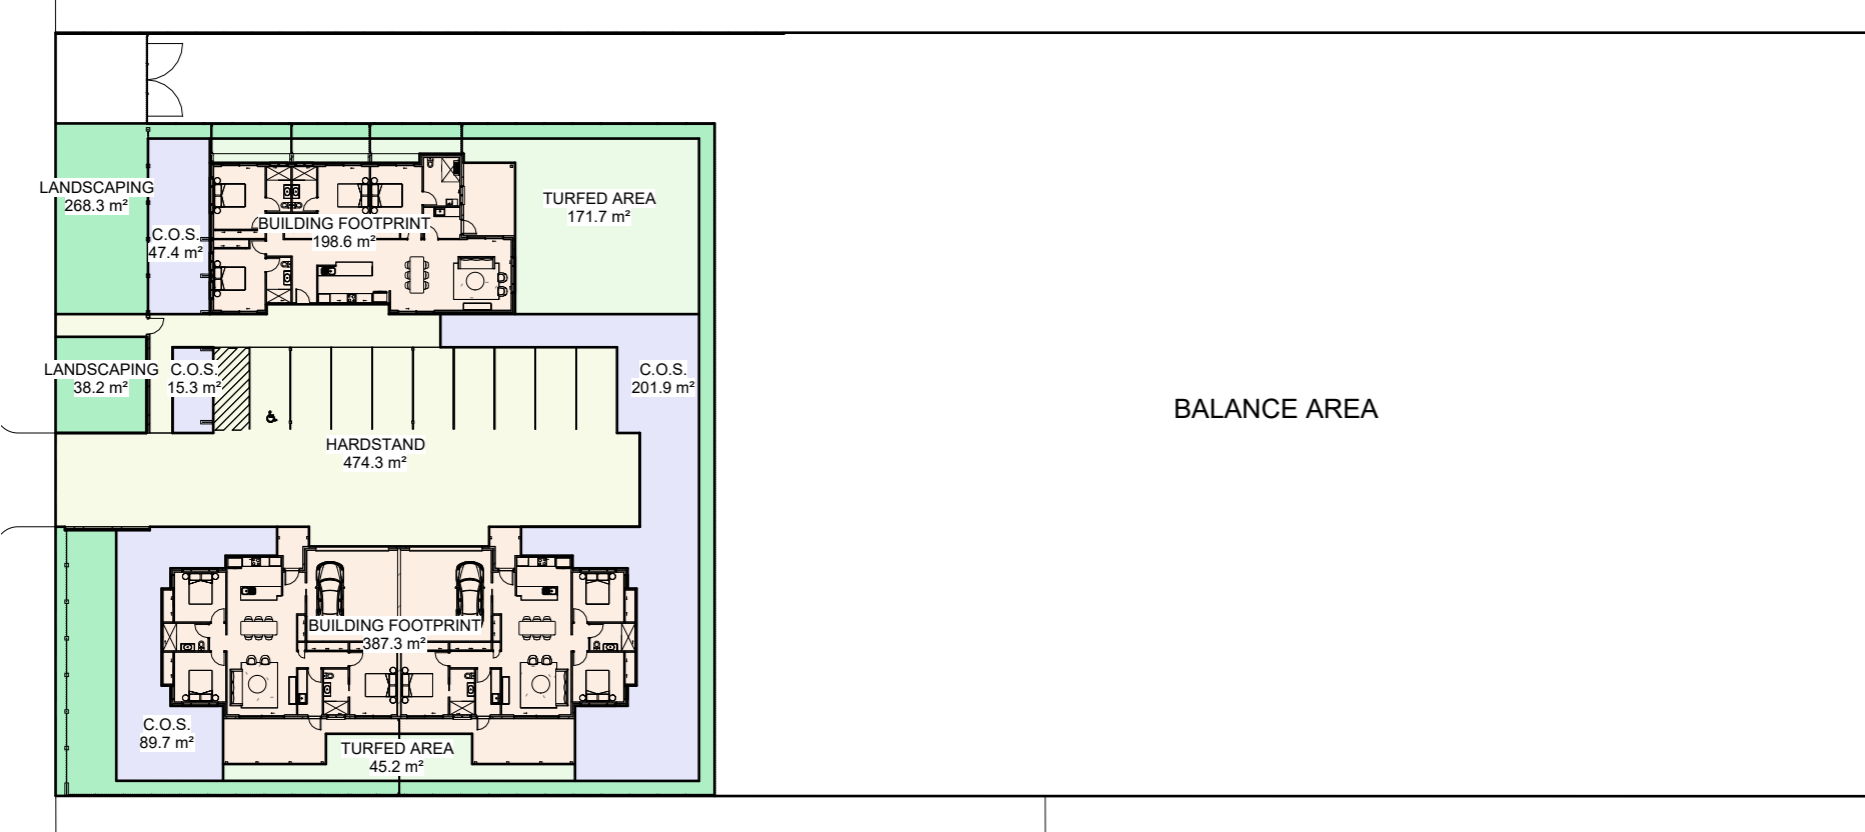 LANDSCAPING
268.3 m²
C.O.S.
47.4 m²
BUILDING FOOTPRINT
198.6 m²
TURFED AREA
171.7 m²
LANDSCAPING
38.2 m²
C.O.S.
15.3 m²
C.O.S.
201.9 m²
HARDSTAND
474.3 m²
BALANCE AREA
BUILDING FOOTPRINT
387.3 m²
C.O.S.
89.7 m²
TURFED AREA
45.2 m²